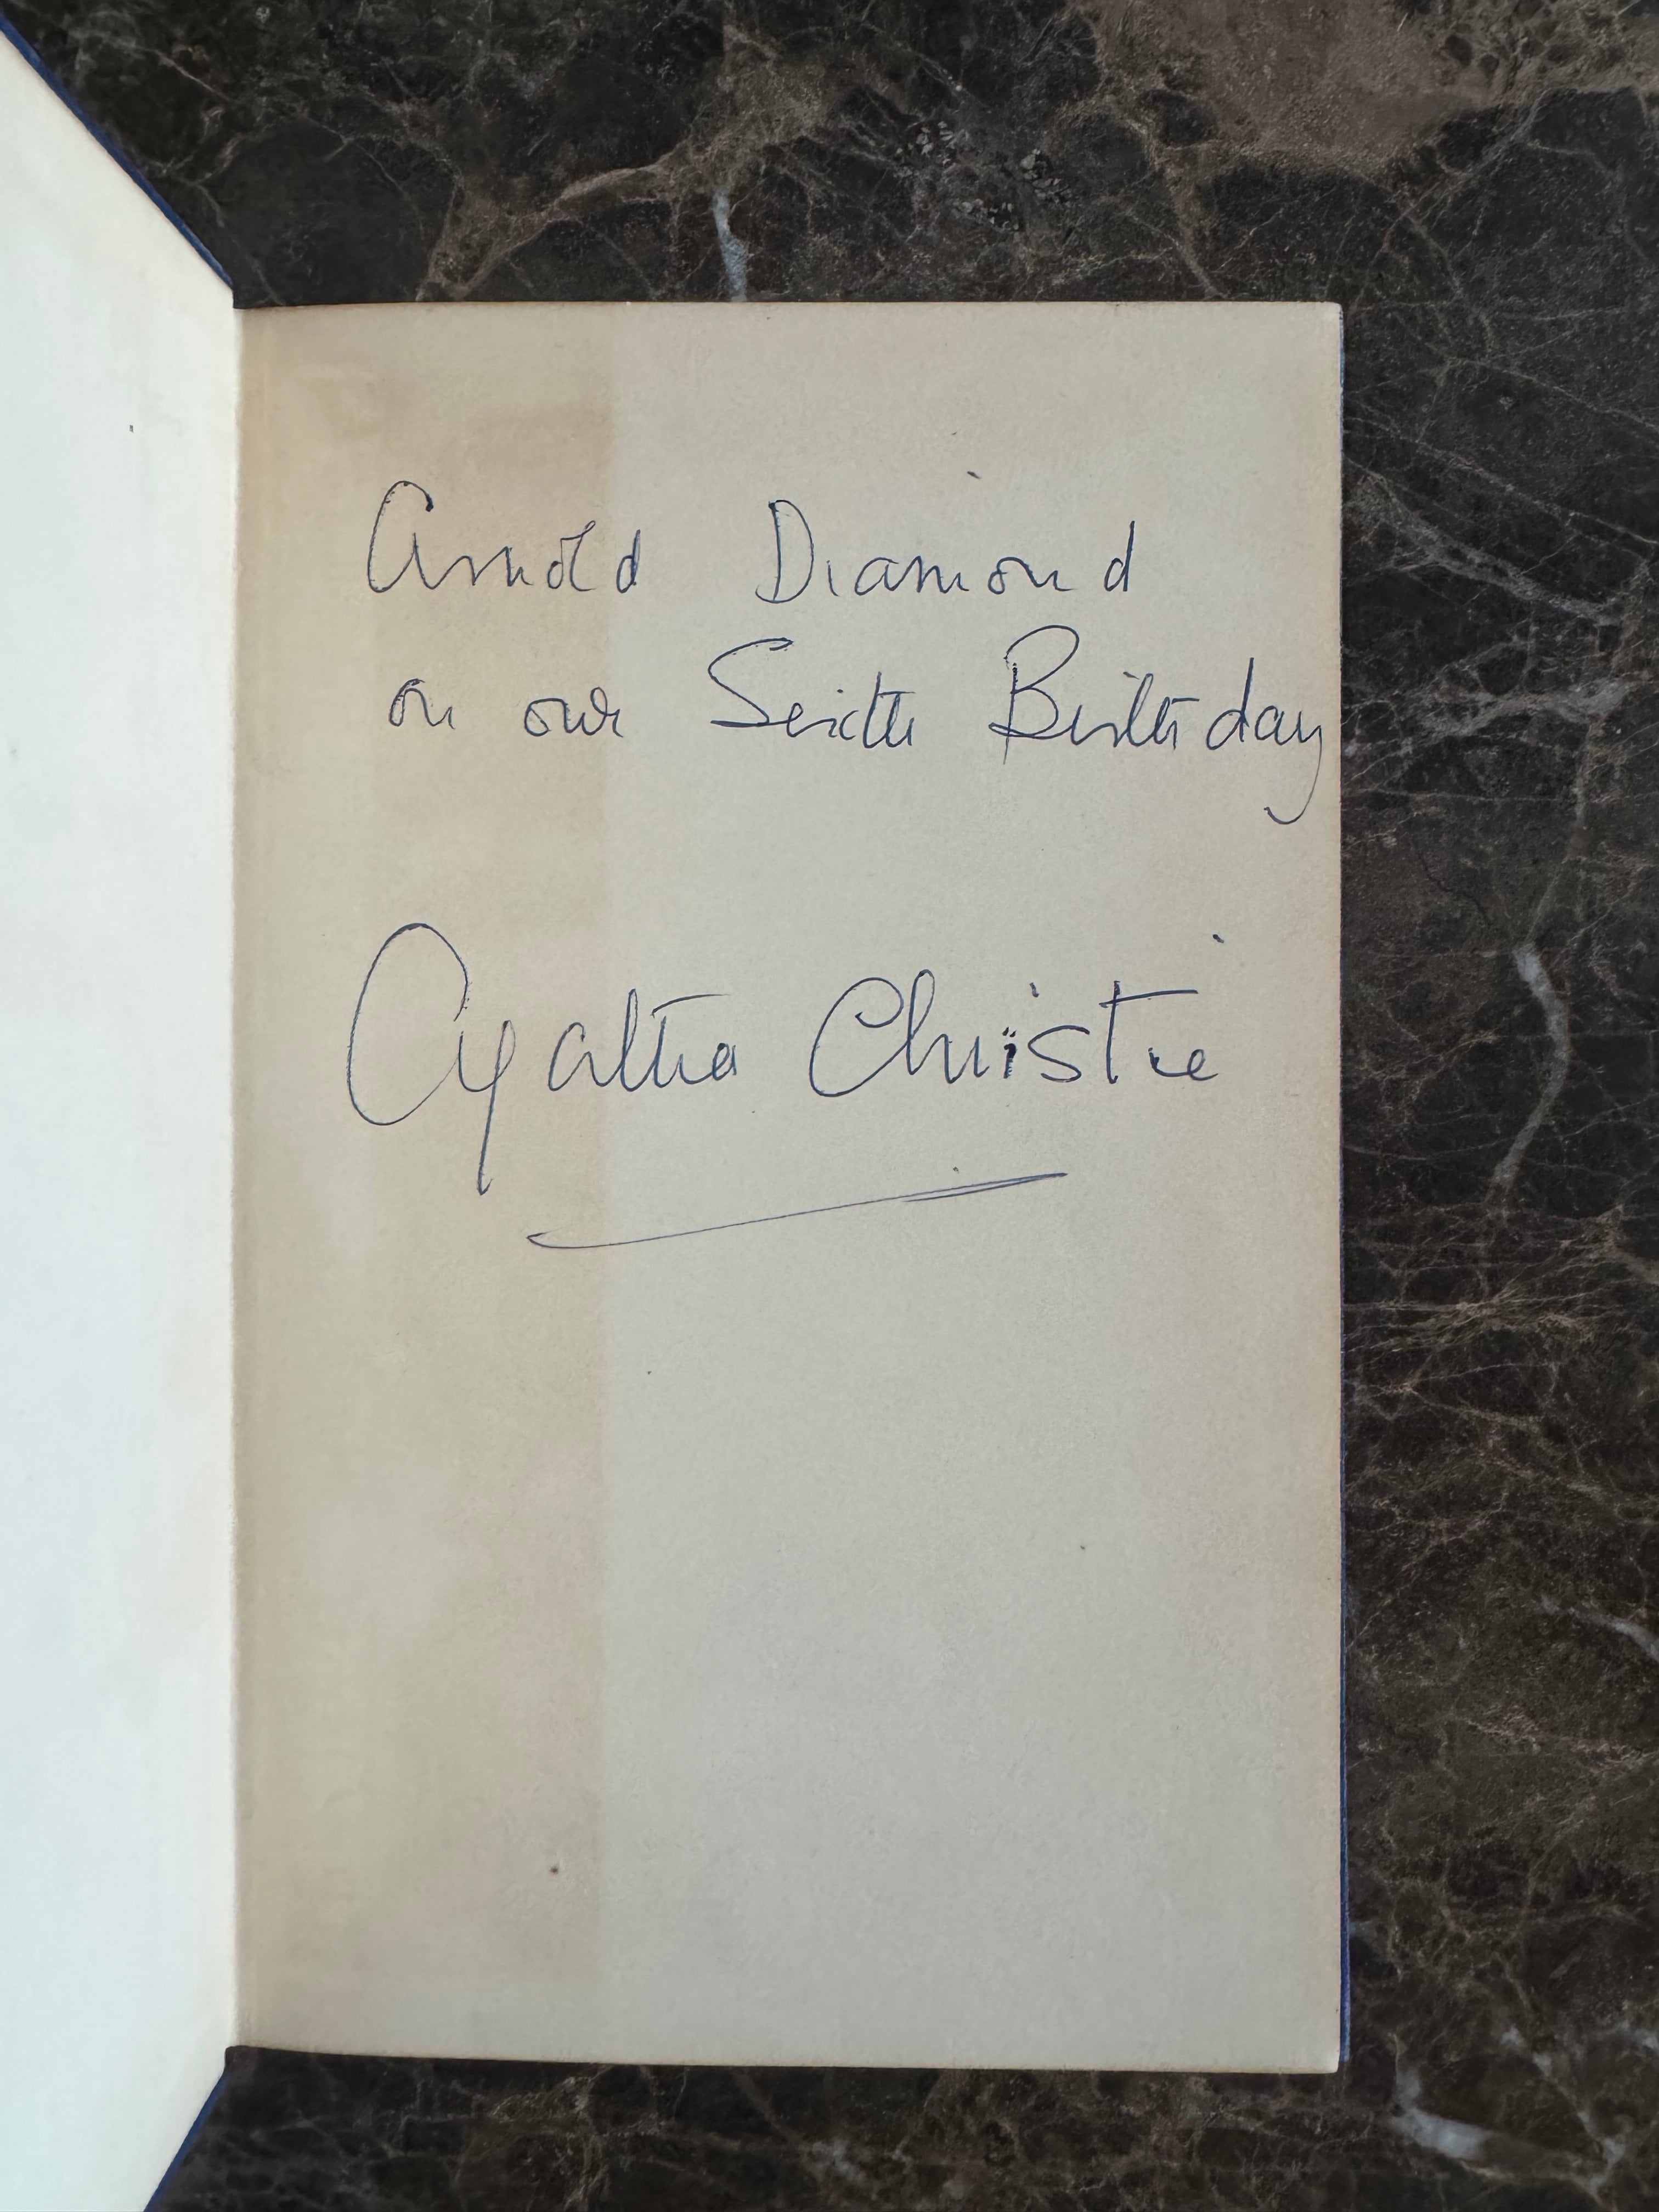 Arnold Diamond
on our Sixth Birthday
Agatha Christie